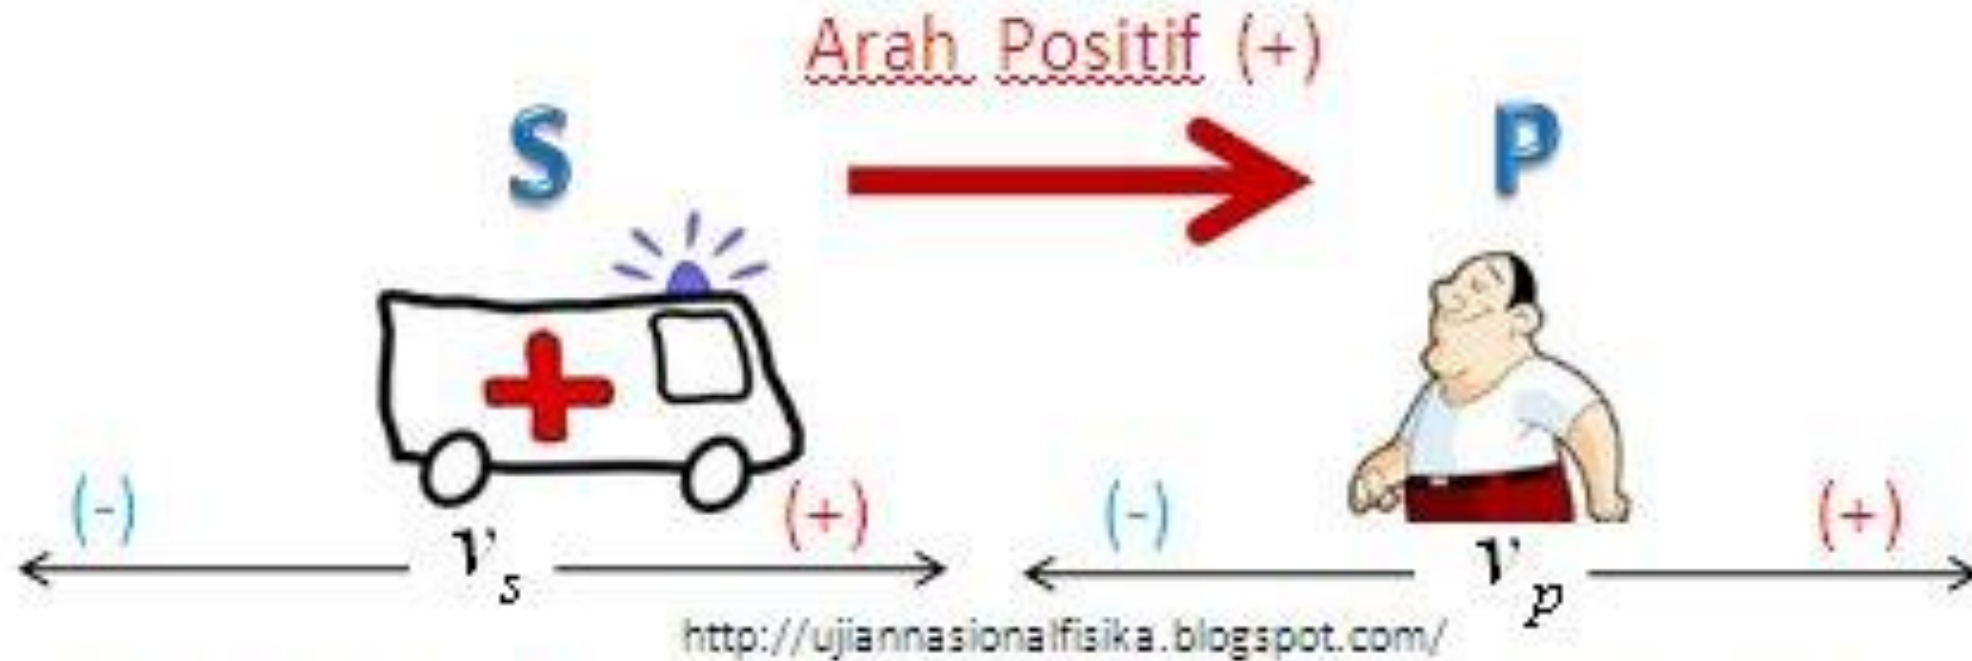 Arah Positif (+)
S P
(-) (+) (-) (+)
v_s v_p
http://ujiannasionalfisika.blogspot.com/